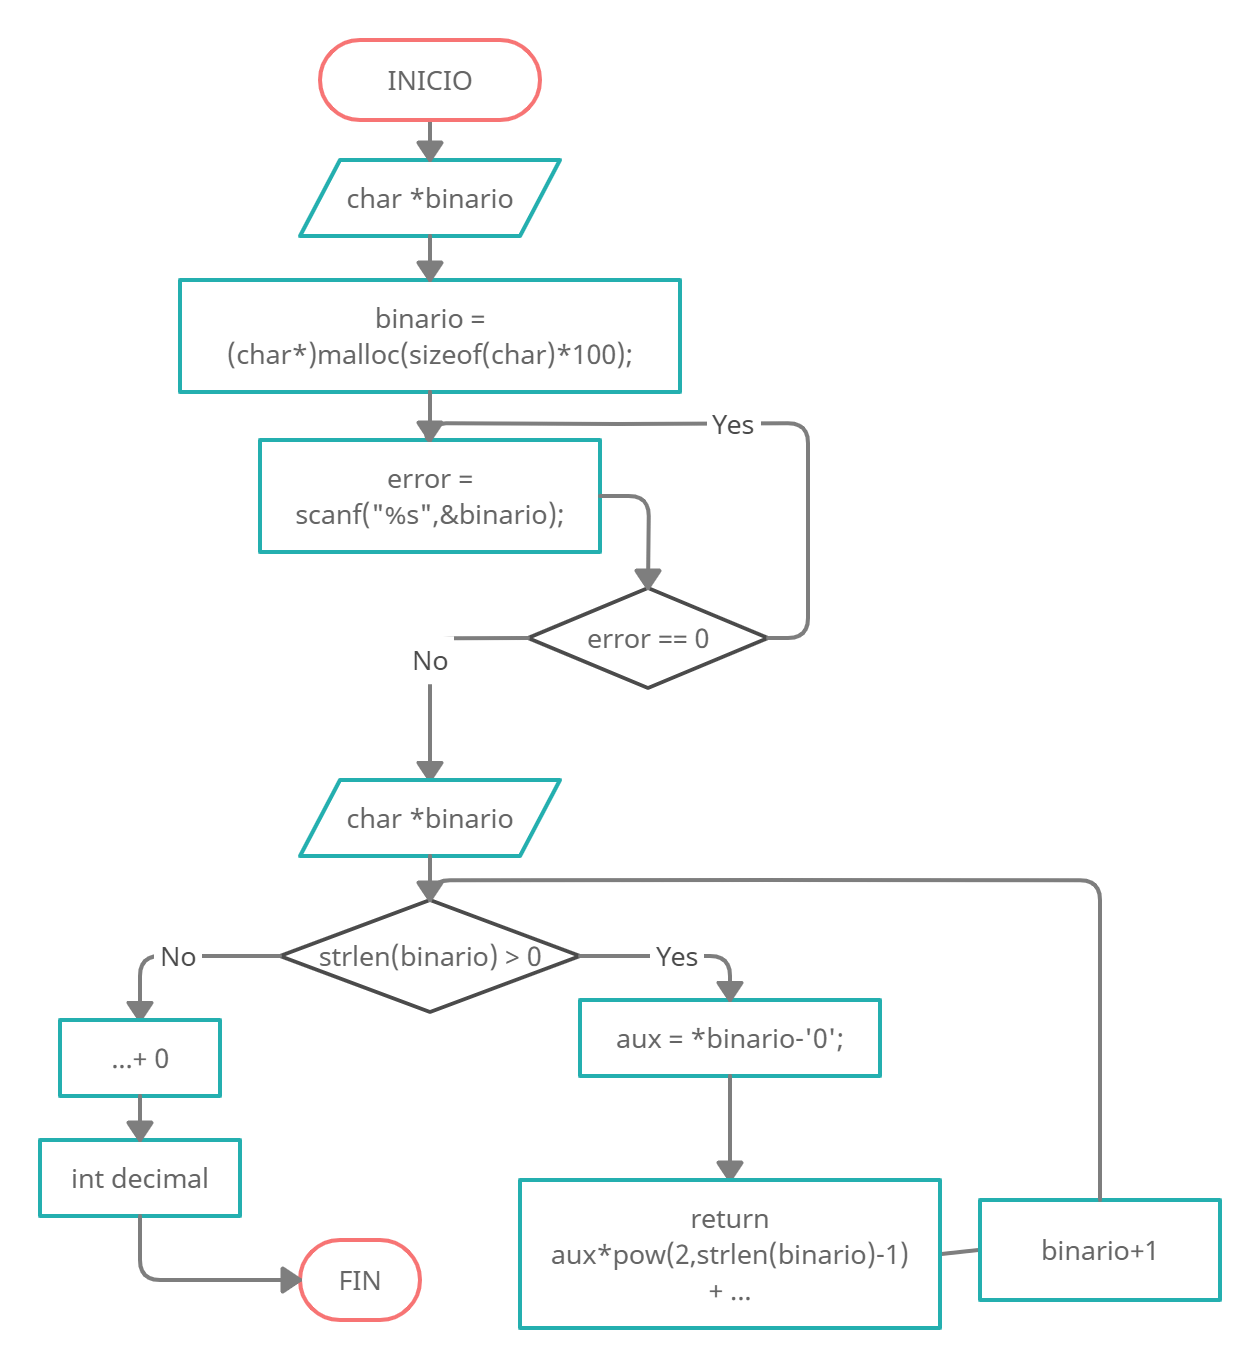 INICIO
char *binario
binario =
(char*)malloc(sizeof(char)*100);
Yes
error =
scanf("%s",&binario);
error == 0
No
char *binario
strlen(binario) > 0
No
Yes
...+ 0
aux = *binario-'0';
int decimal
return
aux*pow(2,strlen(binario)-1)
+ ...
binario+1
FIN